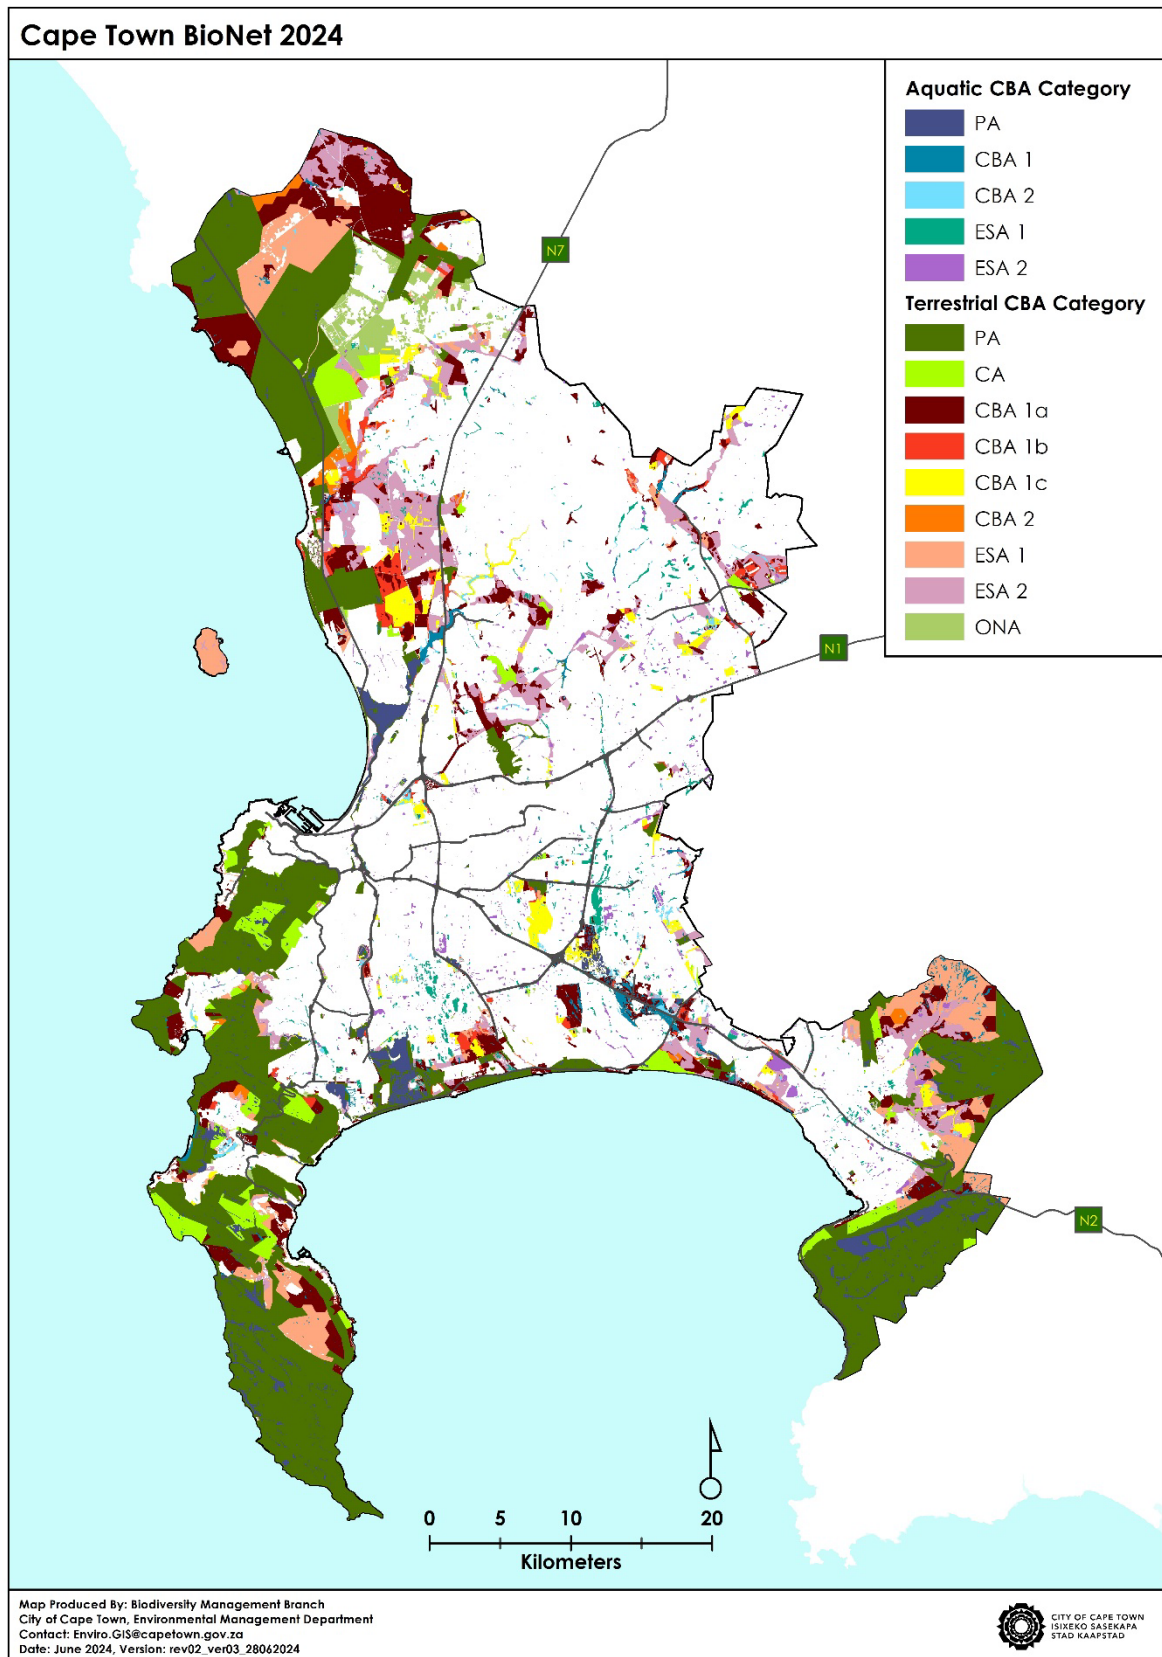 Cape Town BioNet 2024
Aquatic CBA Category
PA
CBA 1
CBA 2
ESA 1
ESA 2
Terrestrial CBA Category
PA
CA
CBA 1a
CBA 1b
CBA 1c
CBA 2
ESA 1
ESA 2
ONA
N7
N1
N2
0 5 10 20
Kilometers
Map Produced By: Biodiversity Management Branch
City of Cape Town, Environmental Management Department
Contact: Enviro.GIS@capetown.gov.za
Date: June 2024, Version: rev02_ver03_28062024
CITY OF CAPE TOWN
ISIXEKO SASEKAPA
STAD KAAPSTAD